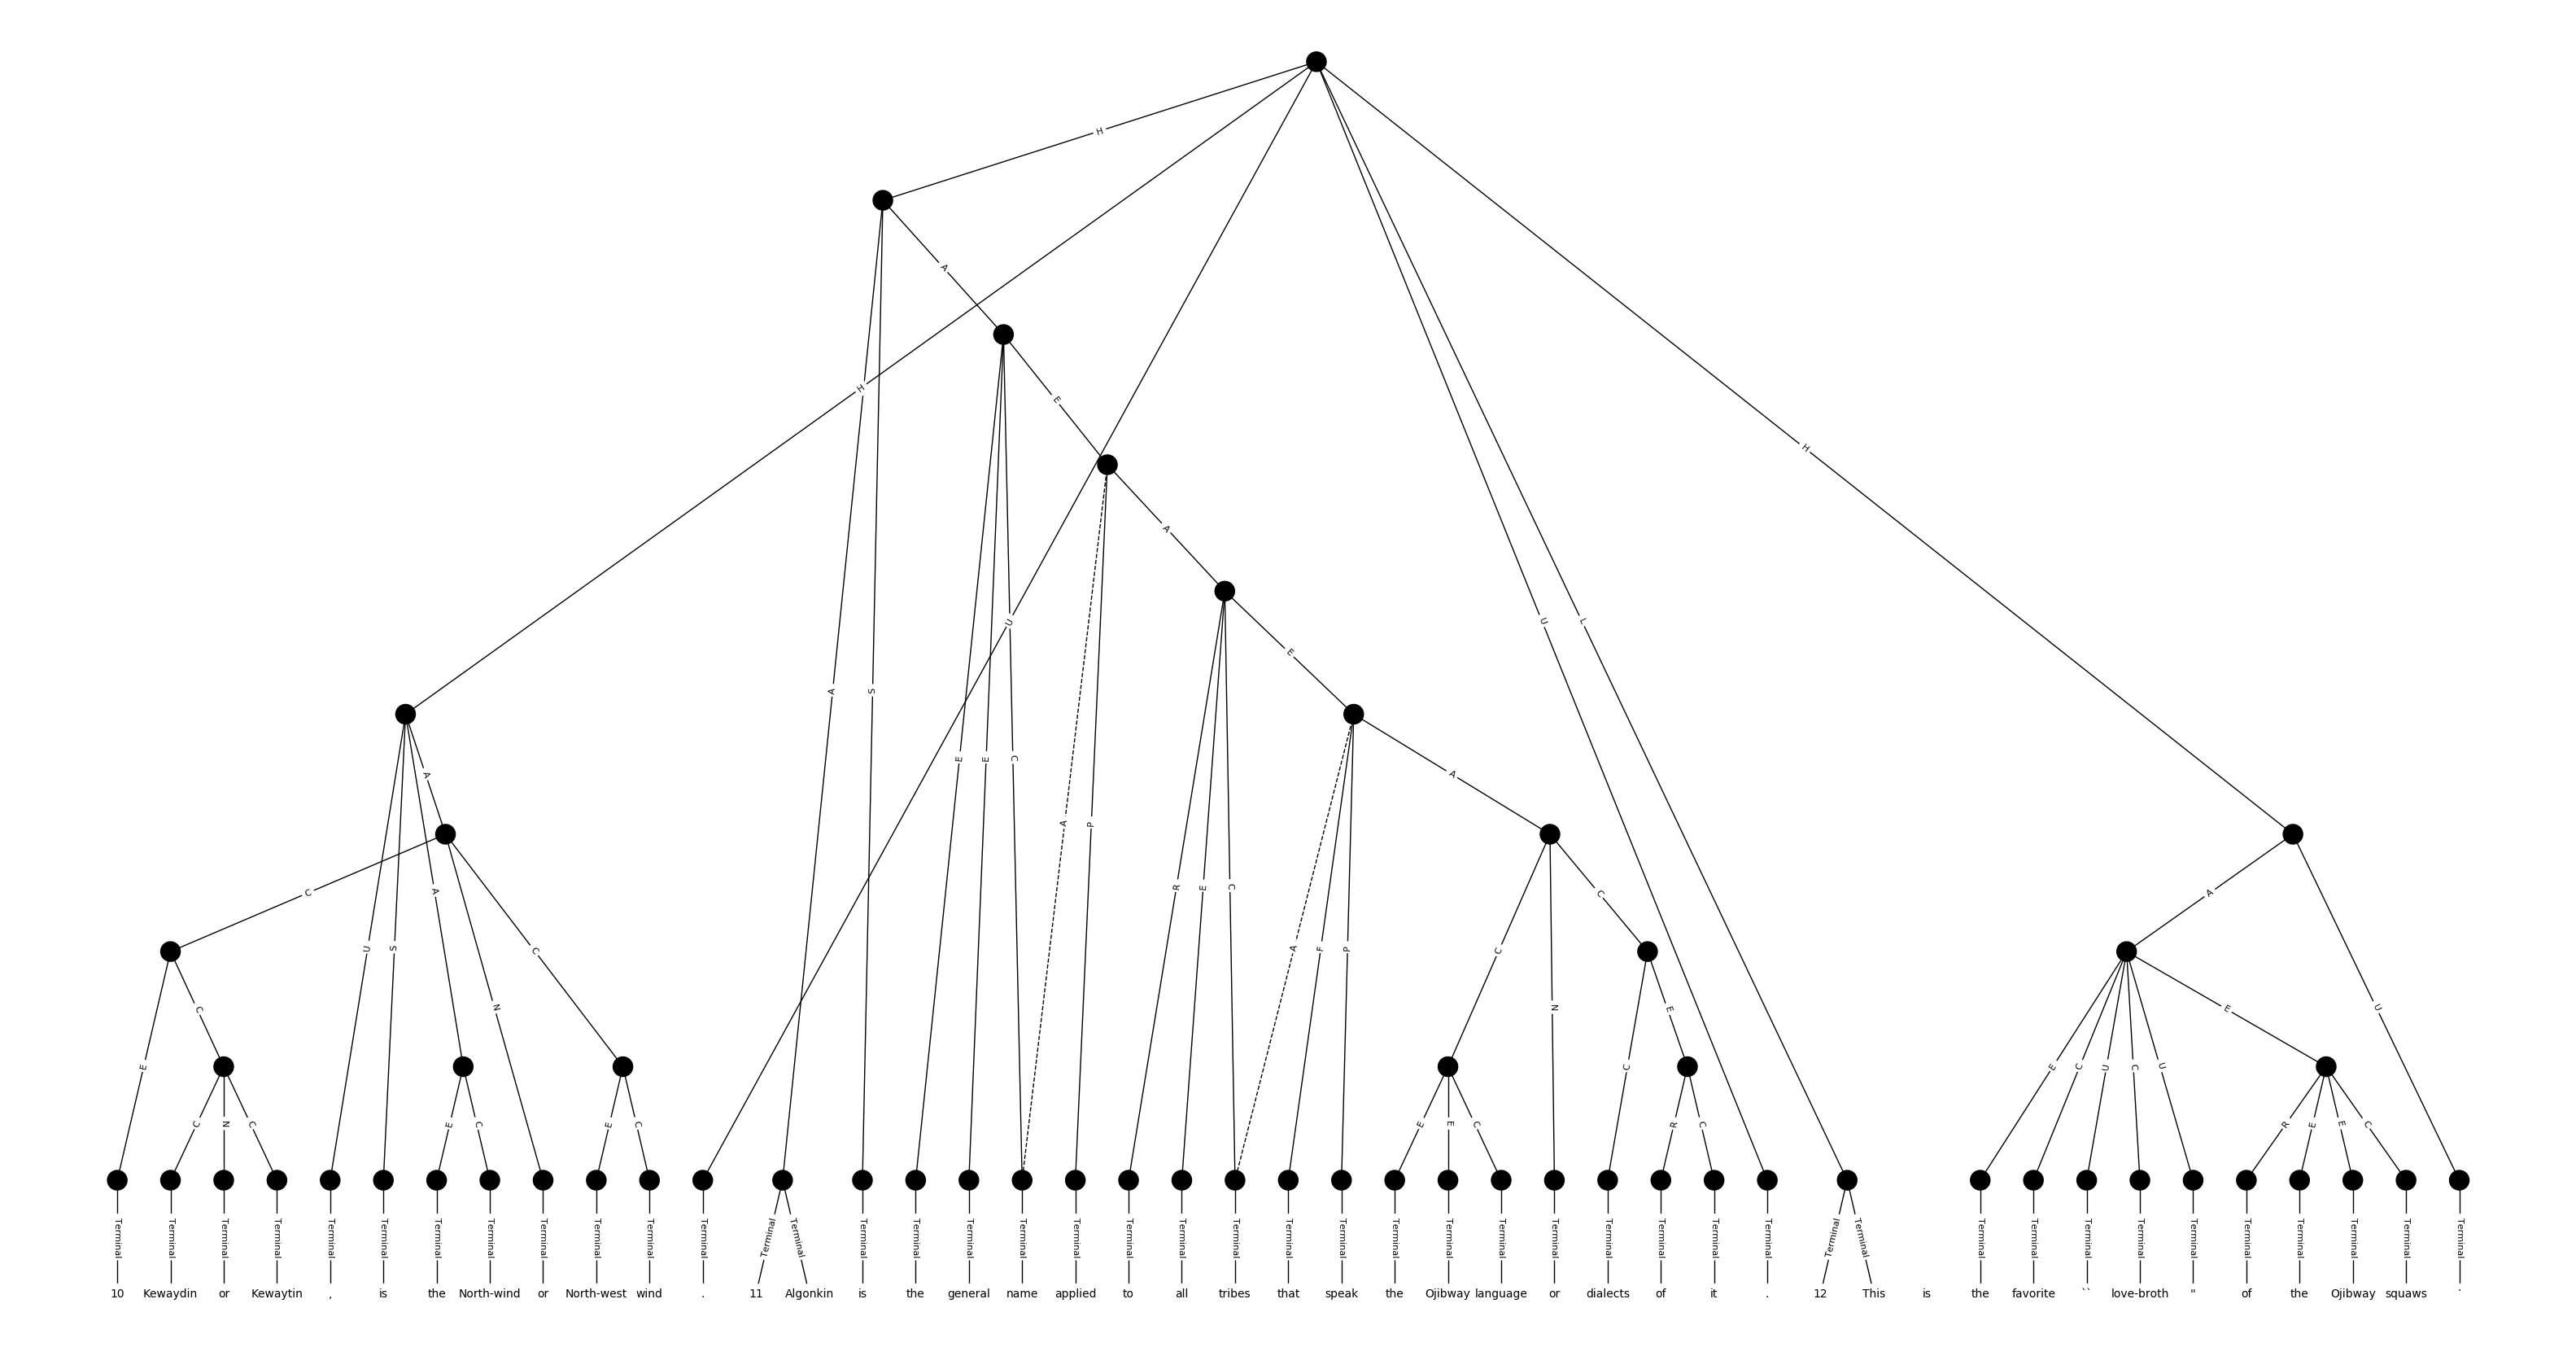 H
A
H
E
A
U
U
L
H
E
A
S
E
E
C
A
P
A
A
R
E
C
C
A
U
S
A
N
C
A
F
P
C
N
C
A
E
U
E
C
C
E
E
C
U
C
U
C
N
C
E
C
E
C
E
E
C
R
C
R
E
E
C
Terminal Terminal Terminal Terminal Terminal Terminal Terminal Terminal Terminal Terminal Terminal Terminal Terminal Terminal Terminal Terminal Terminal Terminal Terminal Terminal Terminal Terminal Terminal Terminal Terminal Terminal Terminal Terminal Terminal Terminal Terminal Terminal Terminal Terminal Terminal Terminal Terminal Terminal Terminal Terminal Terminal Terminal Terminal Terminal
10 Kewaydin or Kewaytin , is the North-wind or North-west wind . 11 Algonkin is the general name applied to all tribes that speak the Ojibway language or dialects of it . 12 This is the favorite `` love-broth " of the Ojibway squaws .